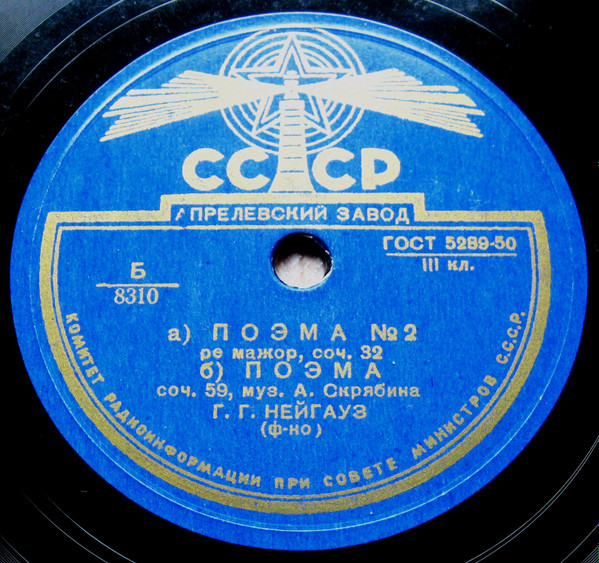 СССР
АПРЕЛЕВСКИЙ ЗАВОД
ГОСТ 5289-50
III кл.
Б
8310
а) ПОЭМА №2
ре мажор, соч. 32
б) ПОЭМА
соч. 59, муз. А. Скрябина
Г. Г. НЕЙГАУЗ
(ф-но)
КОМИТЕТ РАДИОИНФОРМАЦИИ ПРИ СОВЕТЕ МИНИСТРОВ С.С.С.Р.